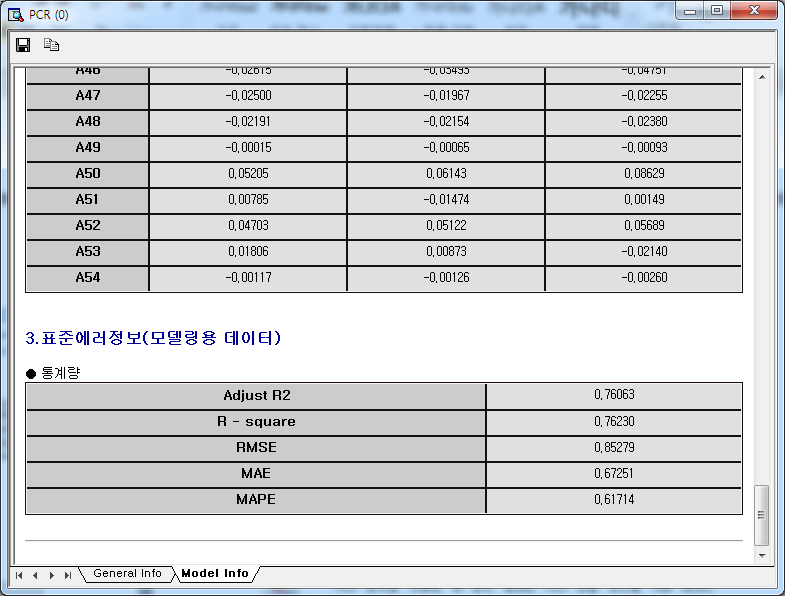 PCR (0)
A46 -0,02615 -0,03493 -0,04751
A47 -0,02500 -0,01967 -0,02255
A48 -0,02191 -0,02154 -0,02380
A49 -0,00015 -0,00065 -0,00093
A50 0,05205 0,06143 0,08629
A51 0,00785 -0,01474 0,00149
A52 0,04703 0,05122 0,05689
A53 0,01806 0,00873 -0,02140
A54 -0,00117 -0,00126 -0,00260
3.표준에러정보(모델링용 데이터)
● 통계량
Adjust R2 0,76063
R - square 0,76230
RMSE 0,85279
MAE 0,67251
MAPE 0,61714
General Info Model Info